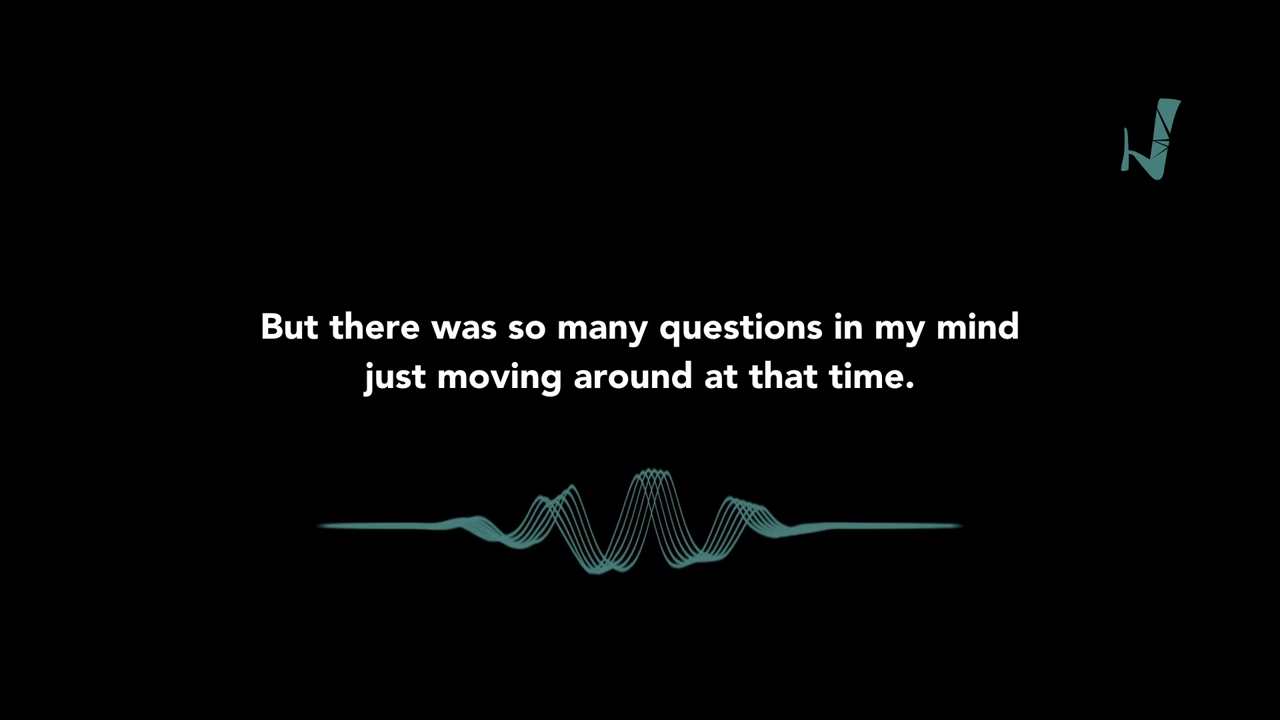 But there was so many questions in my mind
just moving around at that time.